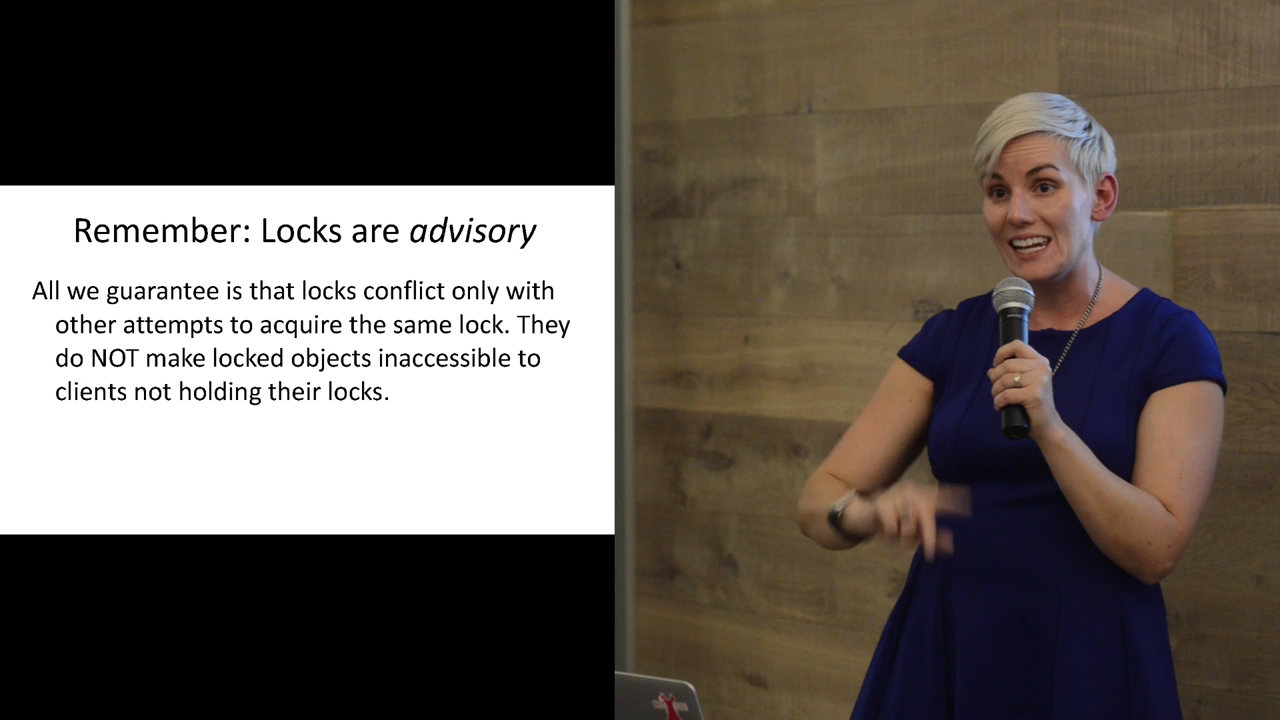 Remember: Locks are advisory
All we guarantee is that locks conflict only with
other attempts to acquire the same lock. They
do NOT make locked objects inaccessible to
clients not holding their locks.